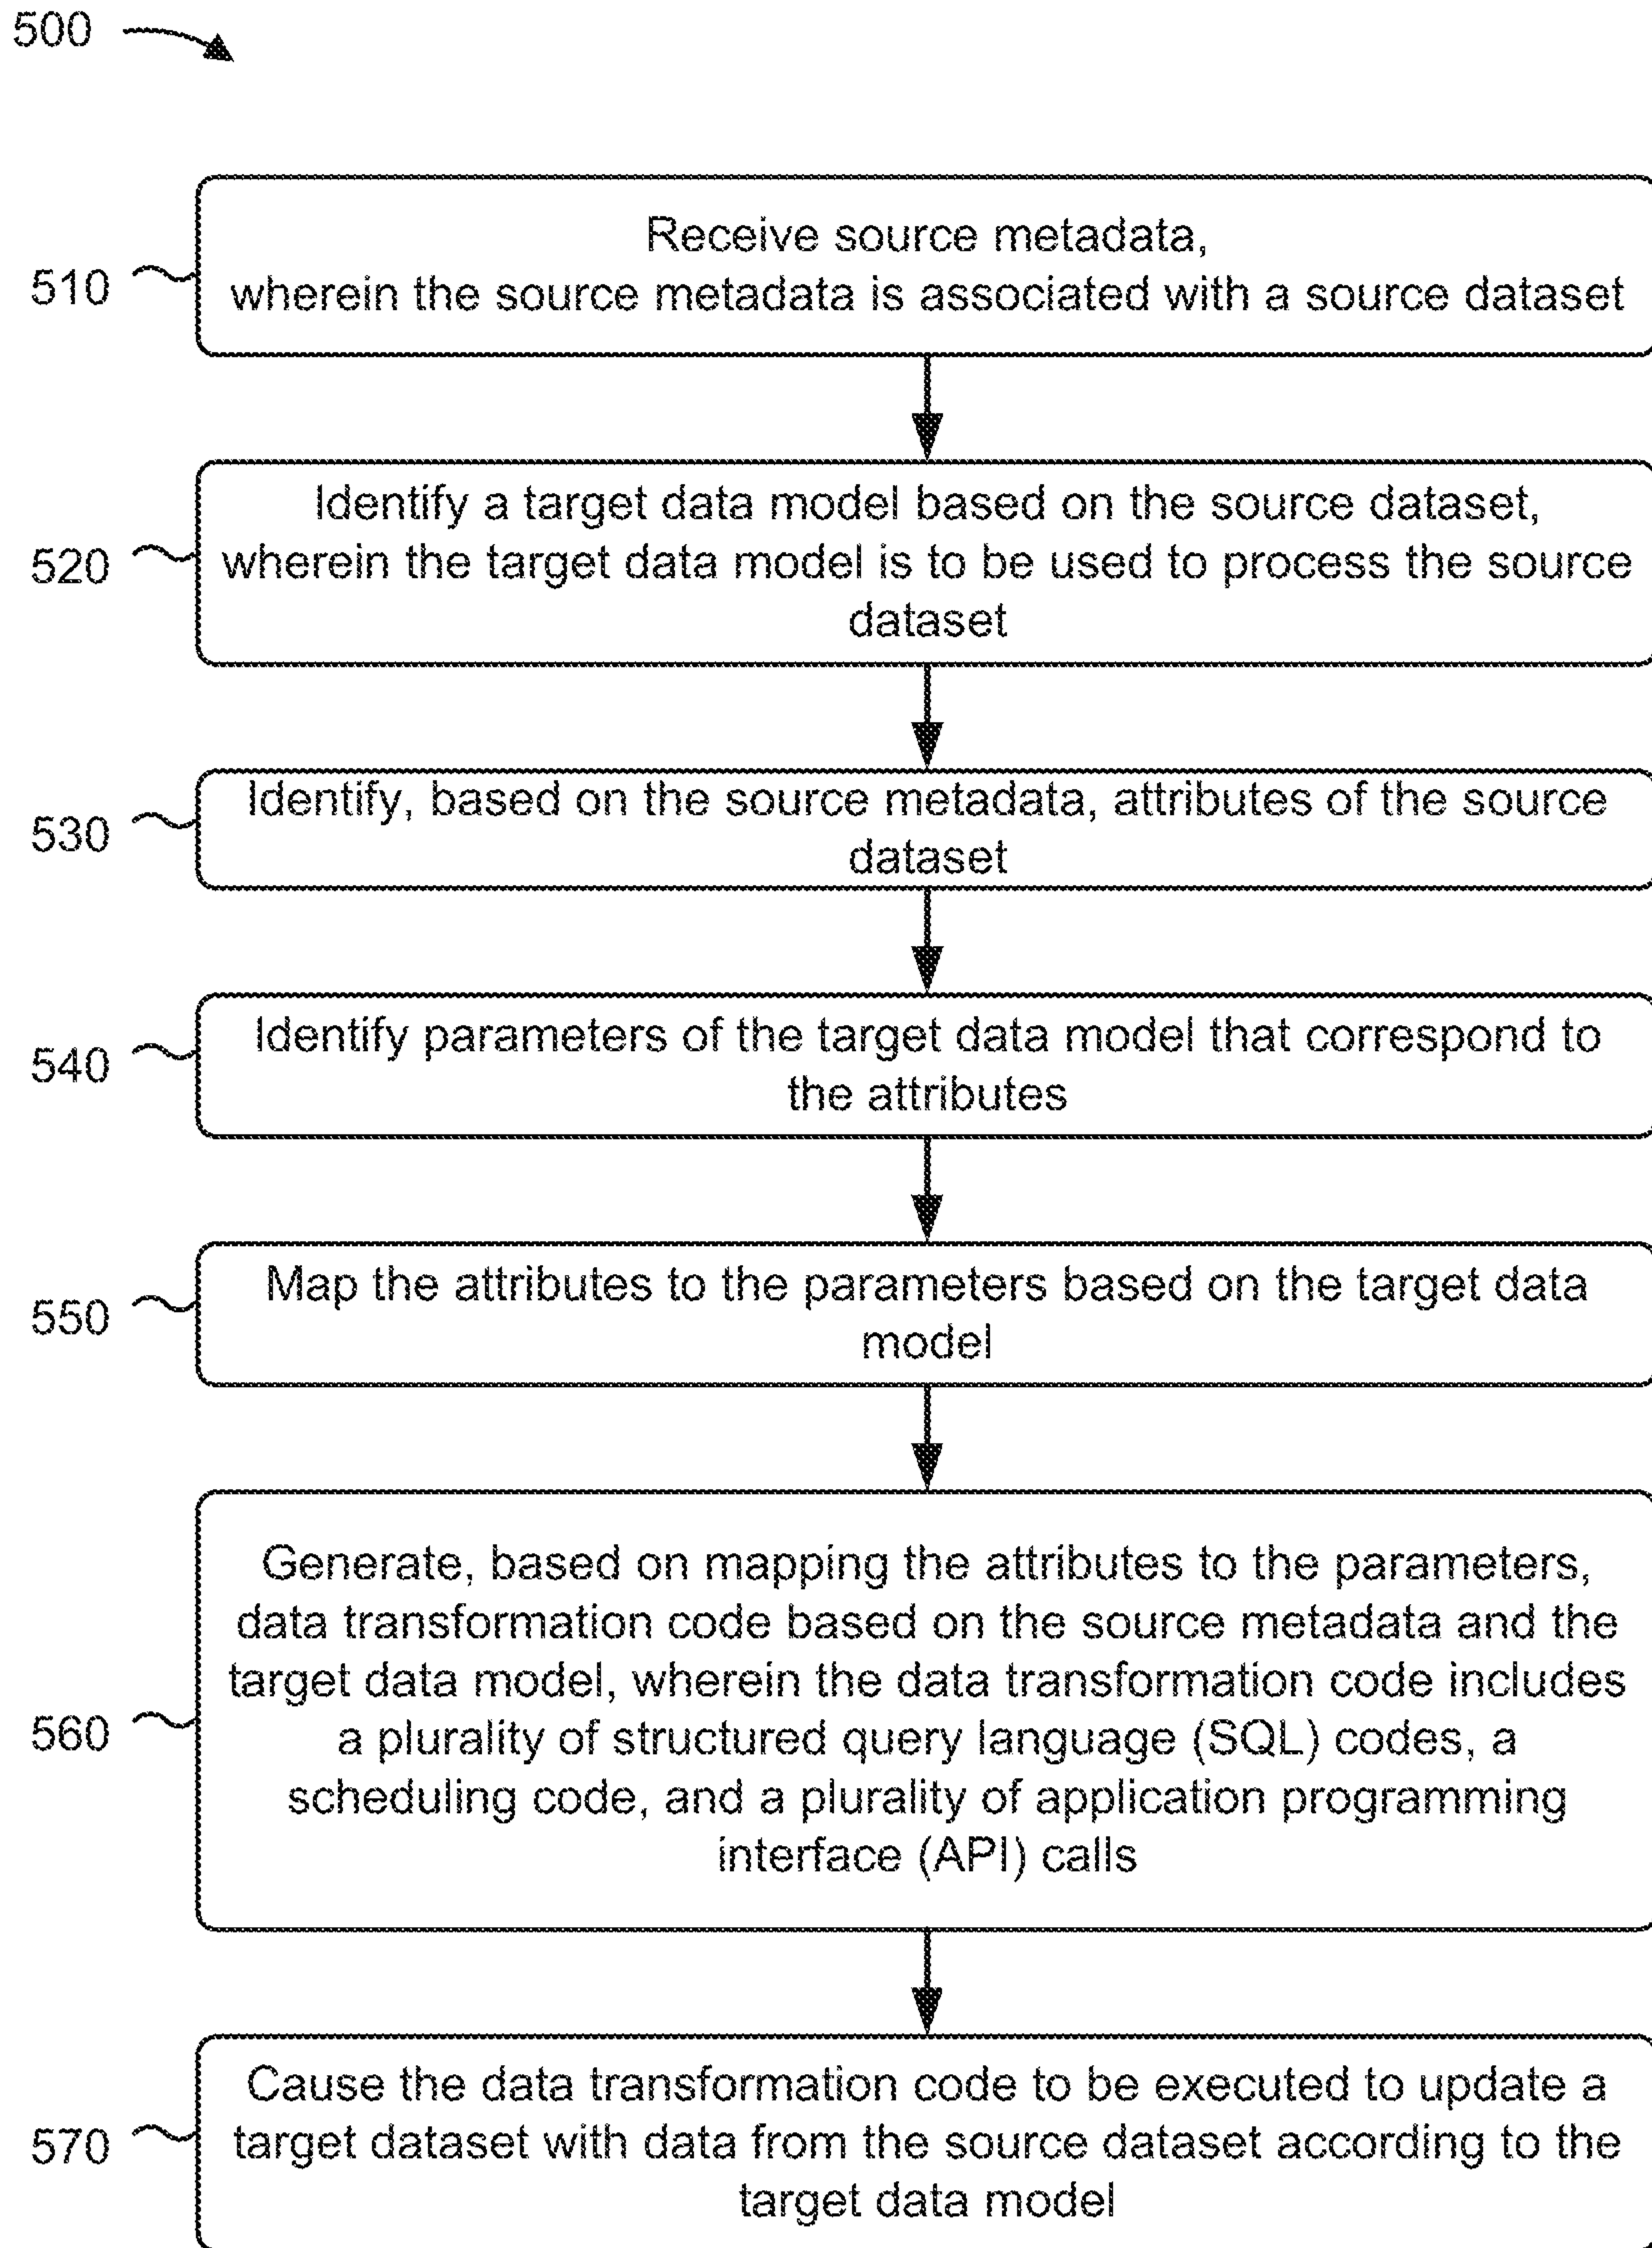 500
510
Receive source metadata,
wherein the source metadata is associated with a source dataset
520
Identify a target data model based on the source dataset,
wherein the target data model is to be used to process the source
dataset
530
Identify, based on the source metadata, attributes of the source
dataset
540
Identify parameters of the target data model that correspond to
the attributes
550
Map the attributes to the parameters based on the target data
model
560
Generate, based on mapping the attributes to the parameters,
data transformation code based on the source metadata and the
target data model, wherein the data transformation code includes
a plurality of structured query language (SQL) codes, a
scheduling code, and a plurality of application programming
interface (API) calls
570
Cause the data transformation code to be executed to update a
target dataset with data from the source dataset according to the
target data model